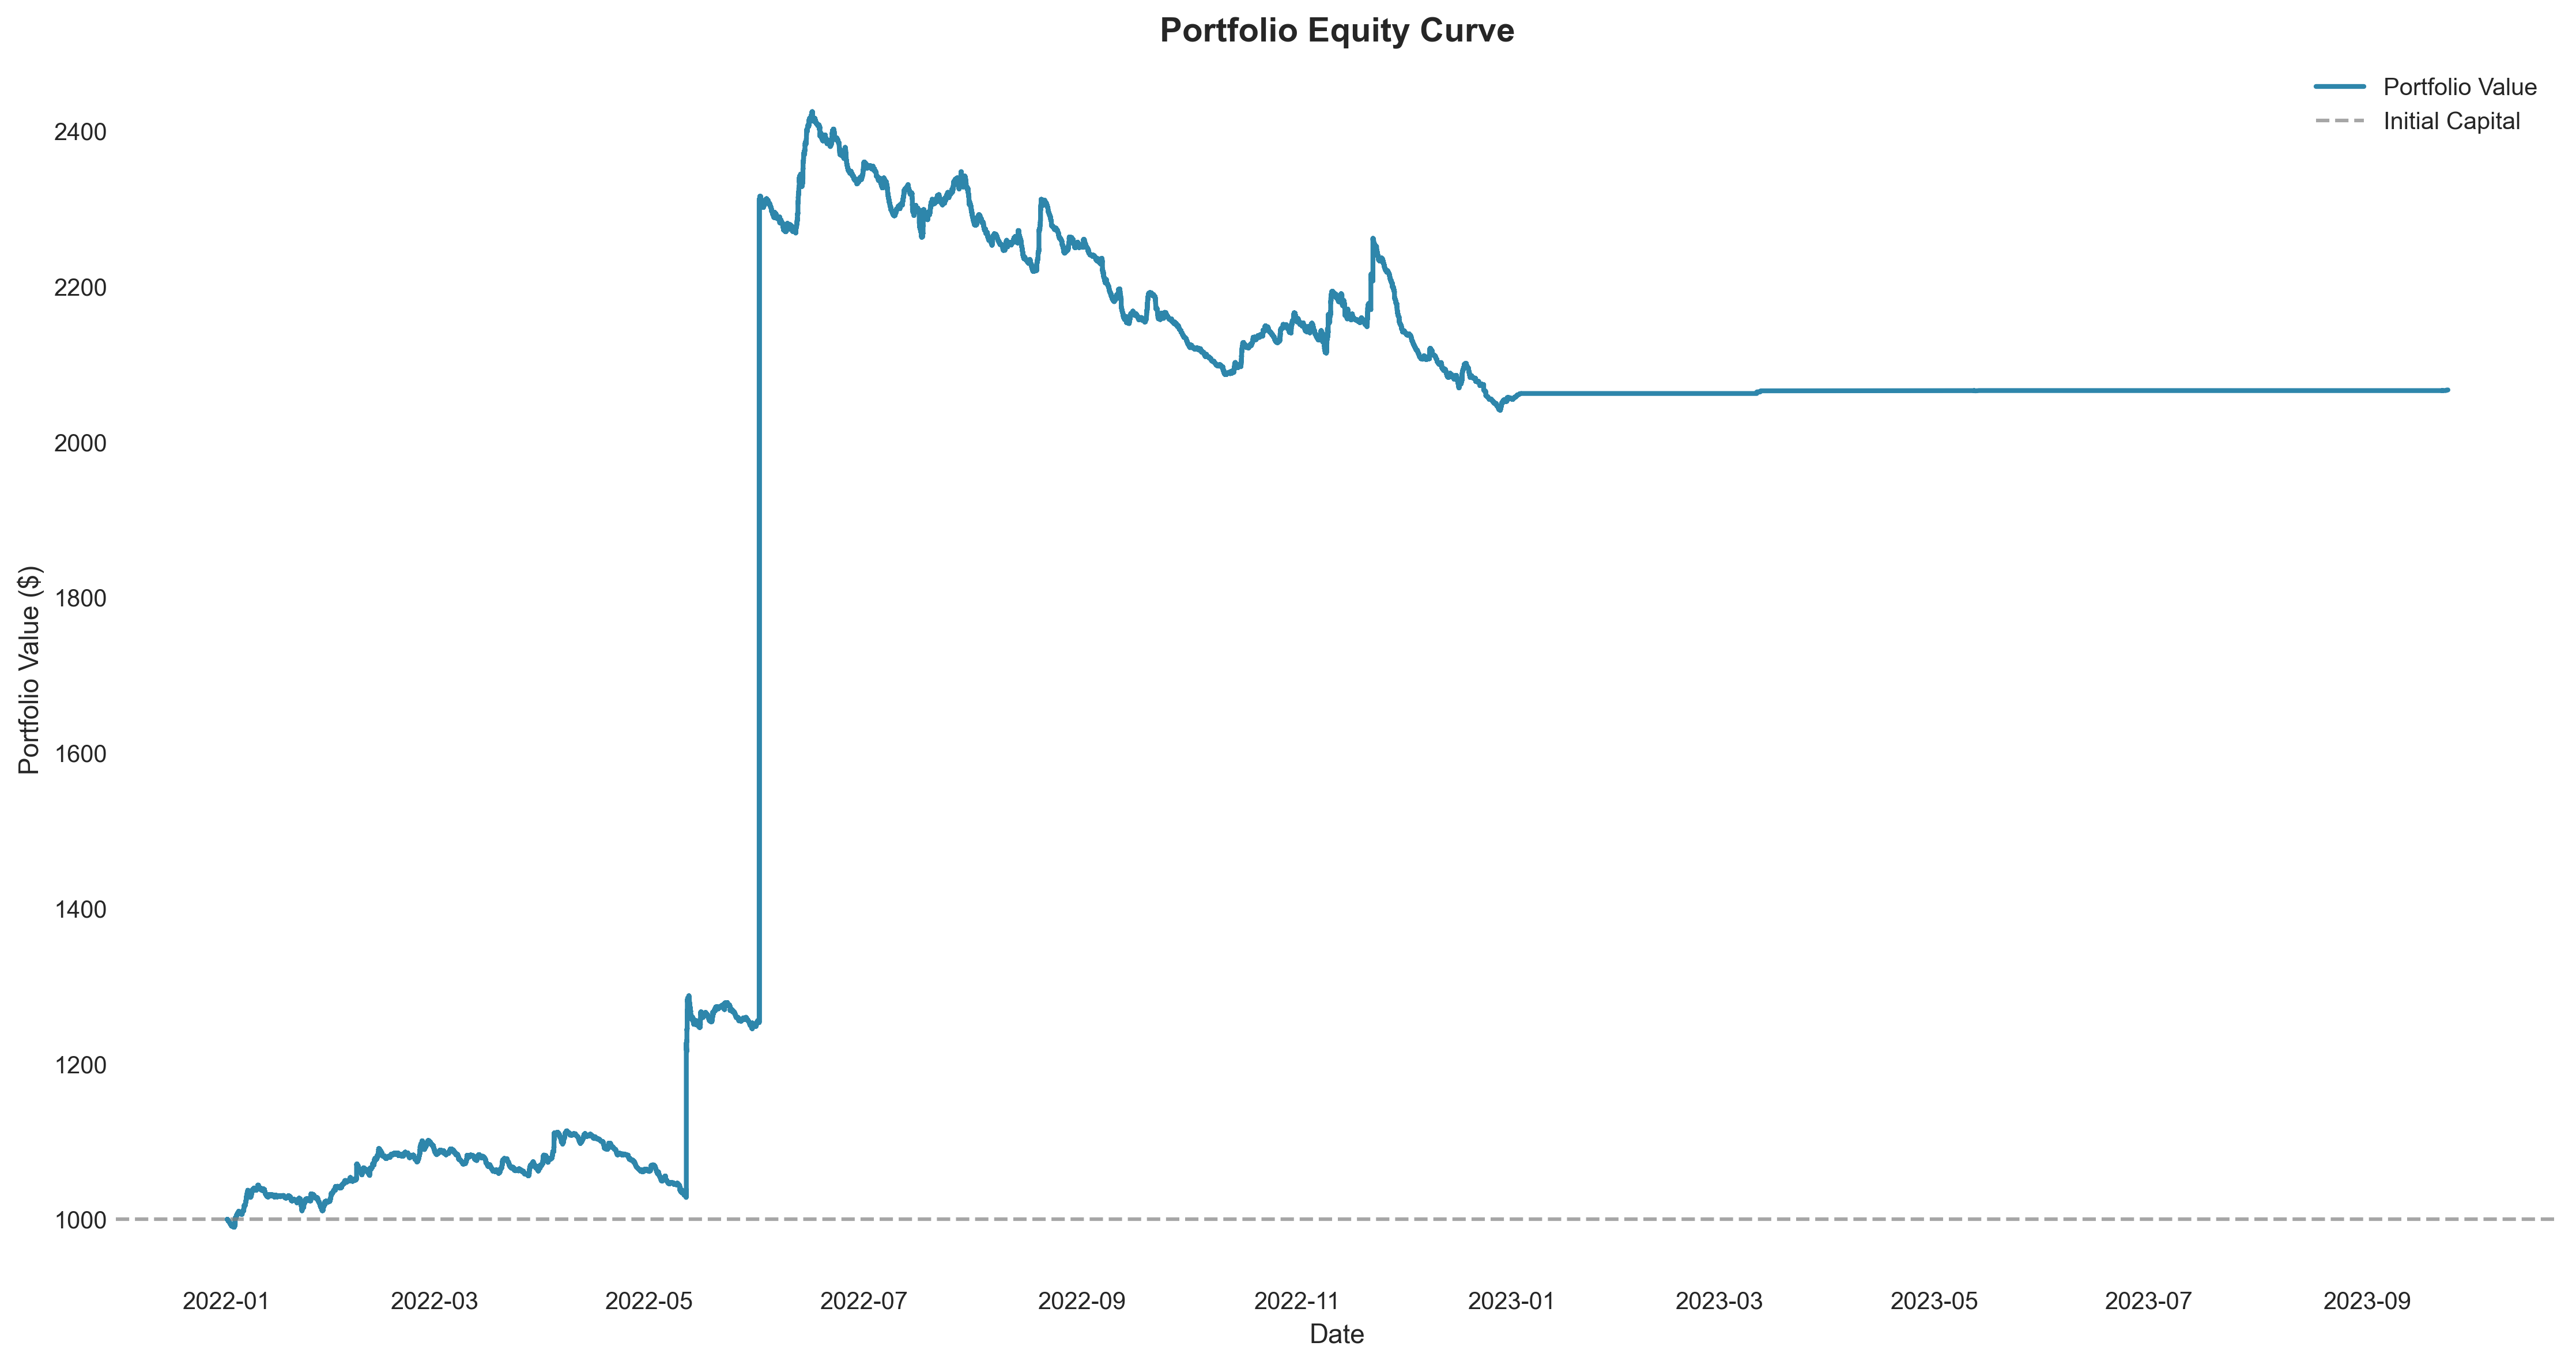 Portfolio Equity Curve
Portfolio Value
Initial Capital
2400
2200
2000
1800
1600
1400
1200
1000
Portfolio Value ($)
2022-01 2022-03 2022-05 2022-07 2022-09 2022-11 2023-01 2023-03 2023-05 2023-07 2023-09
Date